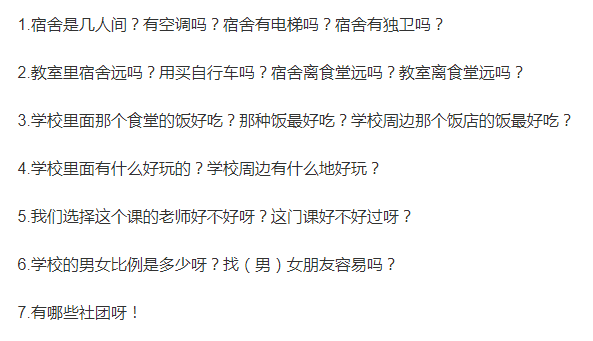 1.宿舍是几人间？有空调吗？宿舍有电梯吗？宿舍有独卫吗？
2.教室里宿舍远吗？用买自行车吗？宿舍离食堂远吗？教室离食堂远吗？
3.学校里面那个食堂的饭好吃？那种饭最好吃？学校周边那个饭店的饭最好吃？
4.学校里面有什么好玩的？学校周边有什么地好玩？
5.我们选择这个课的老师好不好呀？这门课好不好过呀？
6.学校的男女比例是多少呀？找（男）女朋友容易吗？
7.有哪些社团呀！